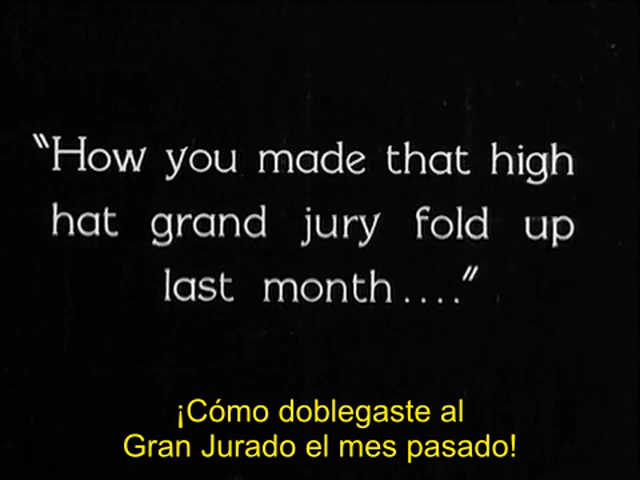 "How you made that high
hat grand jury fold up
last month...."
¡Cómo doblegaste al
Gran Jurado el mes pasado!